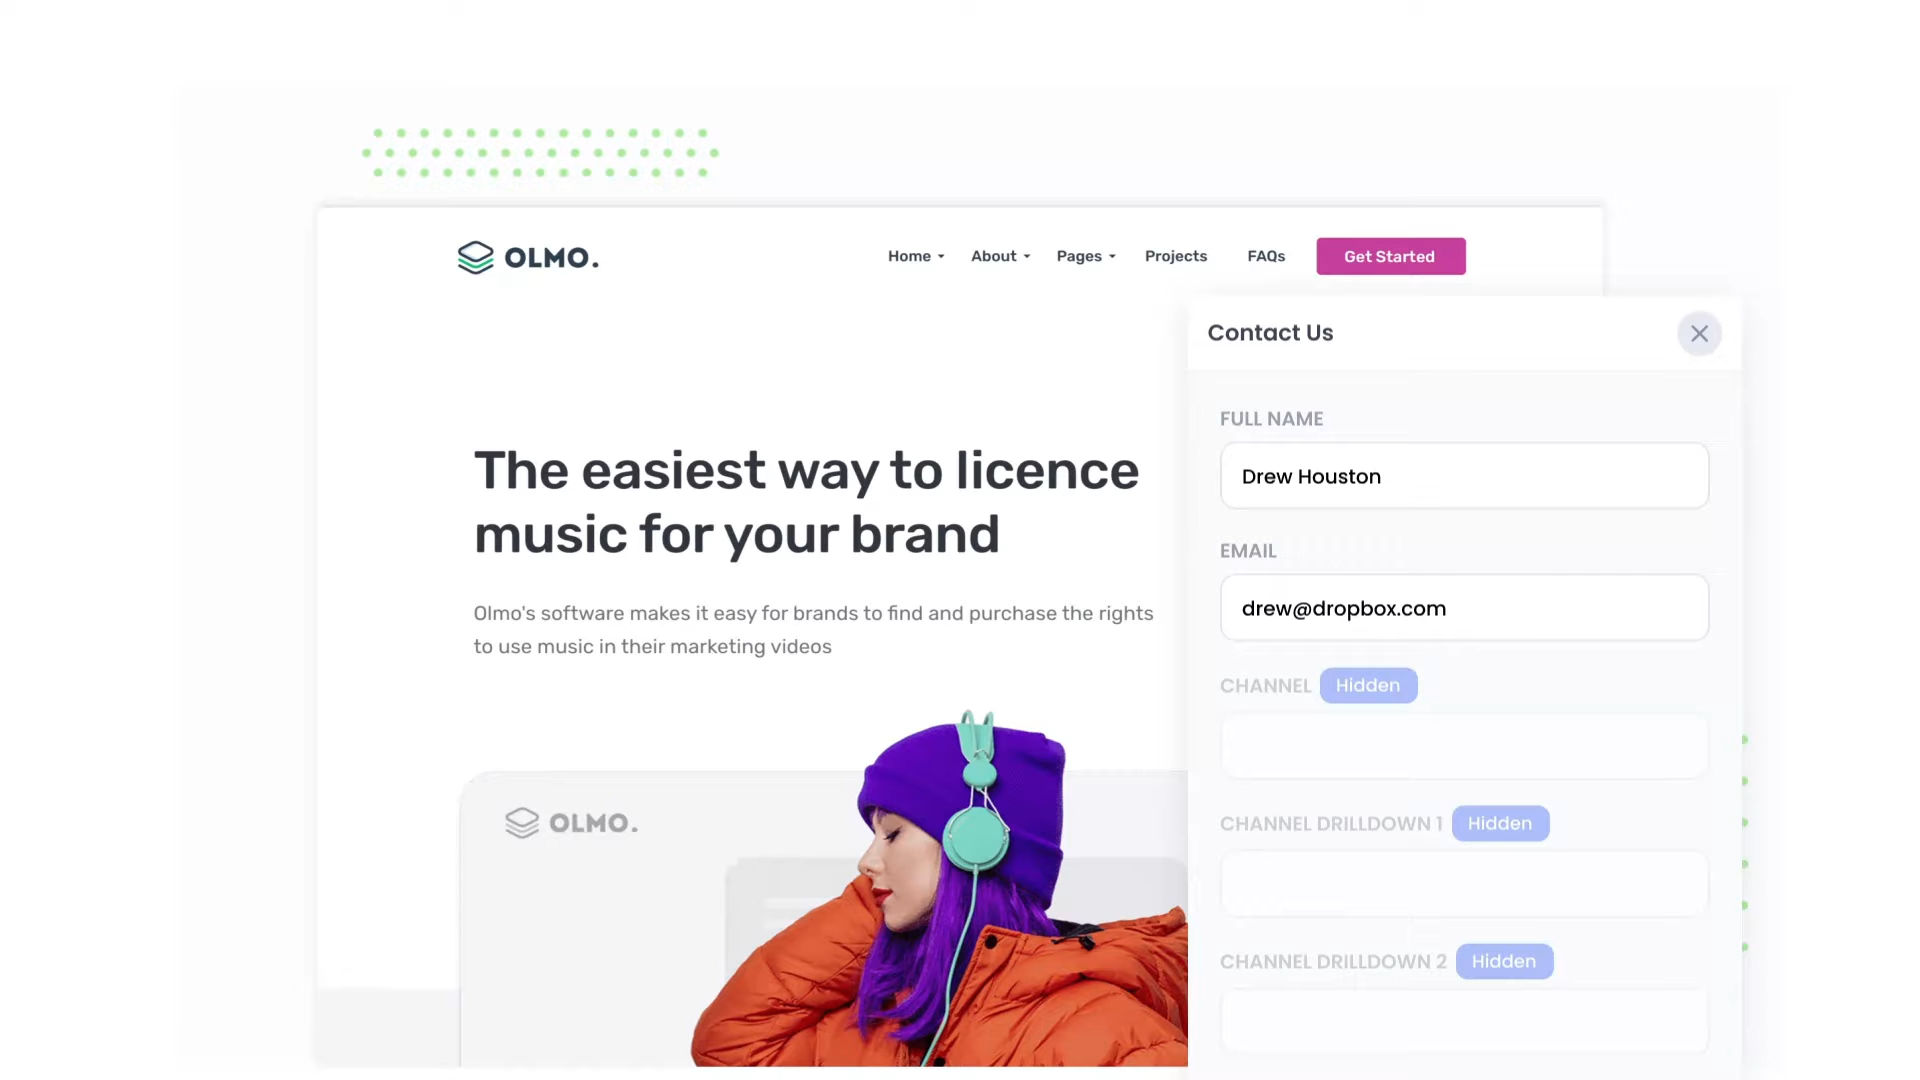 OLMO.
Home
About
Pages
Projects
FAQs
Get Started
The easiest way to licence
music for your brand
Olmo's software makes it easy for brands to find and purchase the rights
to use music in their marketing videos
OLMO.
Contact Us
FULL NAME
Drew Houston
EMAIL
drew@dropbox.com
CHANNEL Hidden
CHANNEL DRILLDOWN 1 Hidden
CHANNEL DRILLDOWN 2 Hidden